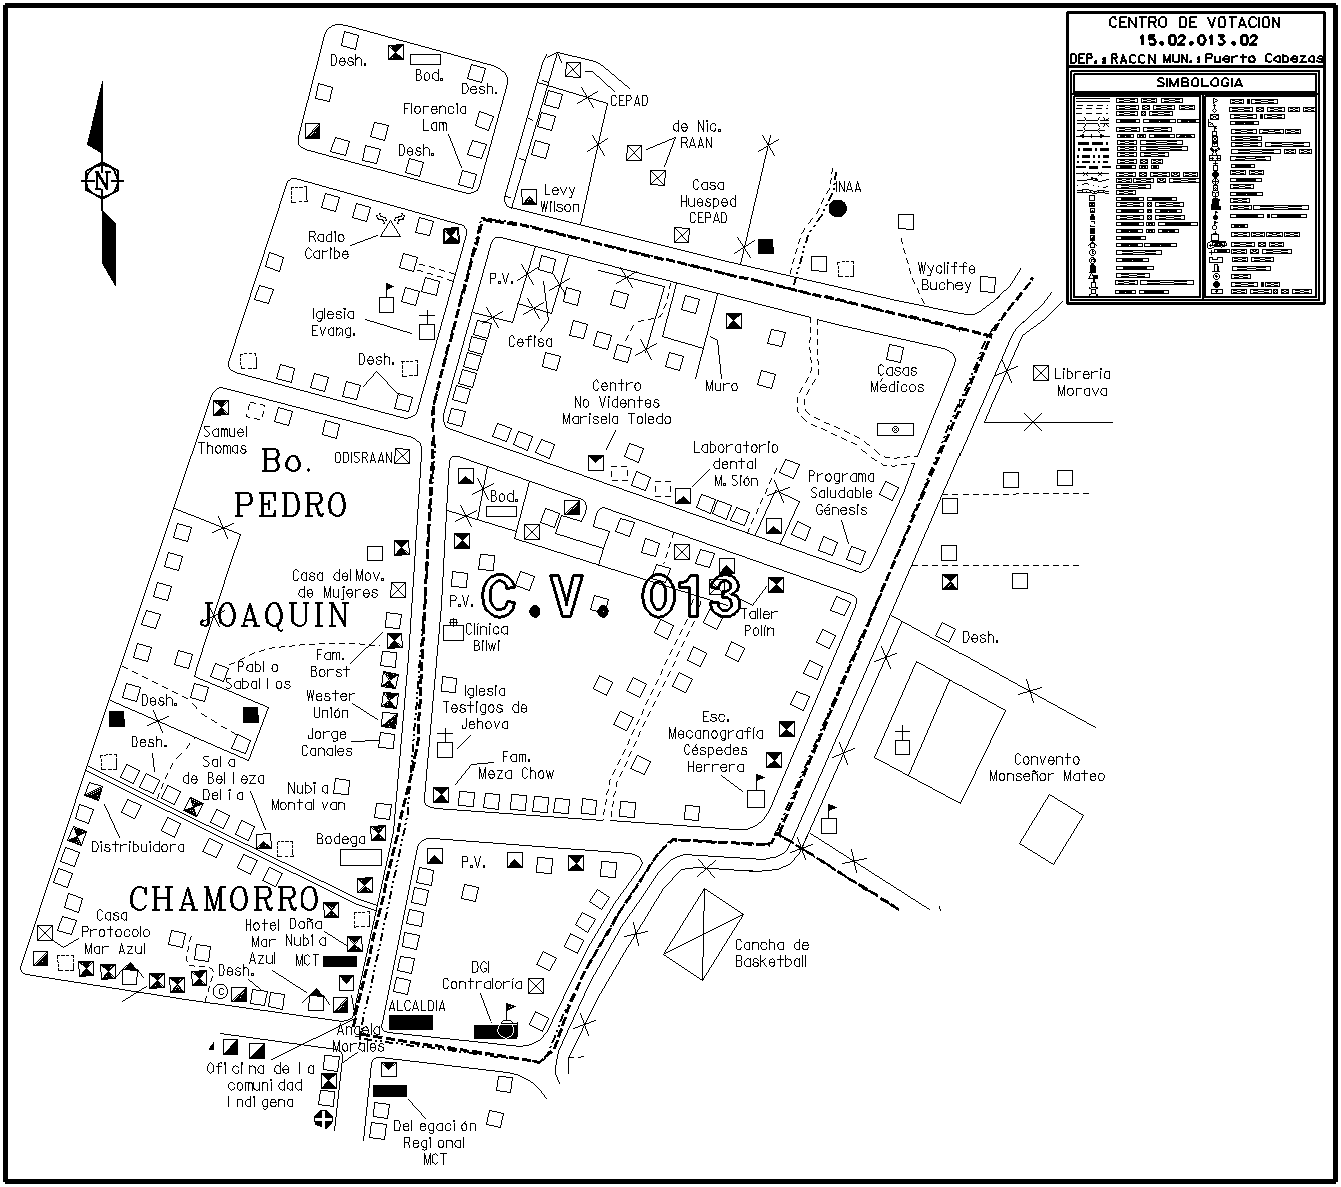 CENTRO DE VOTACION
15.02.013.02
DEP.: RACCN MUN.: Puerto Cabezas
SIMBOLOGIA
Desh.
Bod.
Desh.
Florencia
Lam
Desh.
CEPAD
de Nic.
RAAN
Levy
Wilson
Casa
Huesped
CEPAD
INAA
Wycliffe
Buchey
N
Radio
Caribe
Iglesia
Evang.
Desh.
P.V.
Cefisa
Muro
Casas
Médicos
Libreria
Morava
Centro
No Videntes
Marisela Toledo
Samuel
Thomas
ODISRAAN
Bo.
PEDRO
JOAQUIN
CHAMORRO
Laboratorio
dental
M. Sión
Programa
Saludable
Génesis
Bod.
Casa del Mov.
de Mujeres
P.V.
C.V. 013
Taller
Polín
Clínica
Bilwi
Desh.
Fam.
Borst
Pablo
Saballos
Wester
Unión
Iglesia
Testigos de
Jehova
Desh.
Jorge
Canales
Esc.
Mecanografía
Céspedes
Herrera
Desh.
Sala
de Belleza
Delia
Fam.
Meza Chow
Convento
Monseñor Mateo
Nubia
Montalvan
Distribuidora
Bodega
P.V.
Casa
Protocolo
Mar Azul
Hotel
Mar
Azul
Doña
Nubia
MCT
Desh.
C
DGI
Contraloría
Cancha de
Basketball
ALCALDIA
Angela
Morales
Oficina de la
comunidad
Indigena
Delegación
Regional
MCT